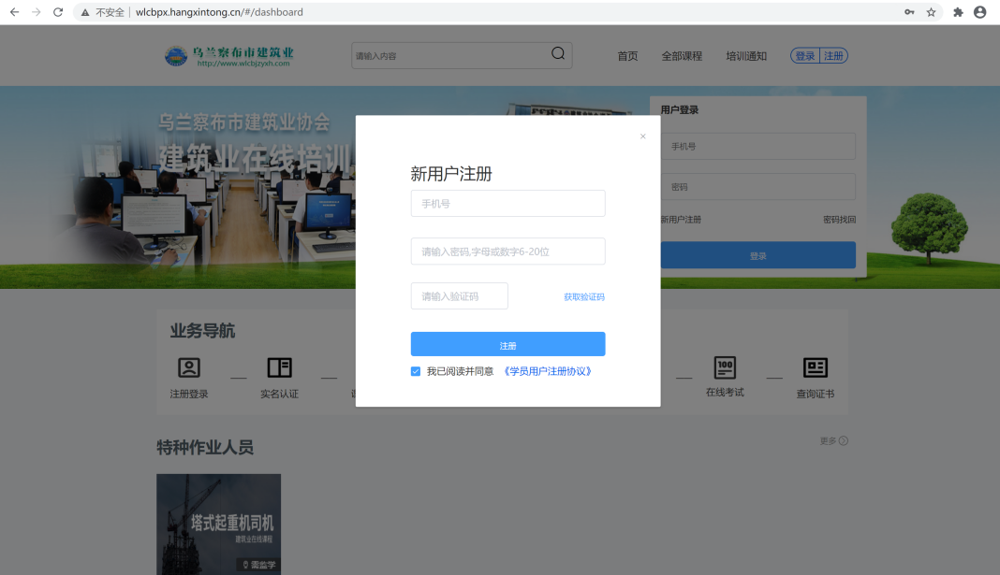 不安全 wlcbpx.hangxintong.cn/#/dashboard
乌兰察布市建筑业
http://www.wlcbjzyxh.com
请输入内容
首页 全部课程 培训通知 登录 注册
乌兰察布市建筑业协会
建筑业在线培训
用户登录
手机号
密码
新用户注册 密码找回
登录
新用户注册
手机号
请输入密码,字母或数字6-20位
请输入验证码 获取验证码
注册
我已阅读并同意 《学员用户注册协议》
业务导航
注册登录 实名认证 在线考试 查询证书
100
特种作业人员 更多
塔式起重机司机
建筑业在线课程
需监学